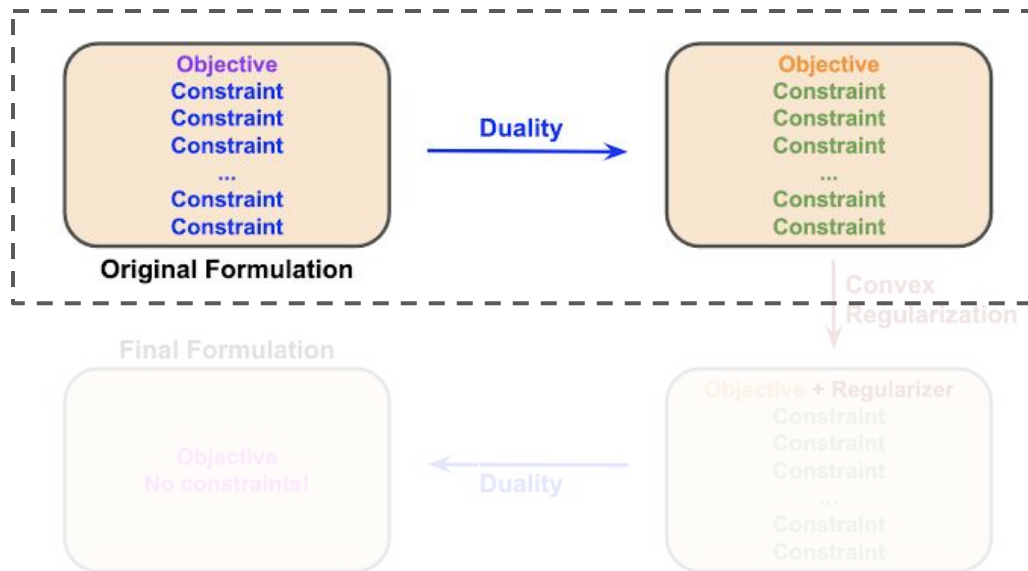 Objective
Constraint
Constraint
Constraint
...
Constraint
Constraint
Original Formulation
Duality
Objective
Constraint
Constraint
Constraint
...
Constraint
Constraint
Convex
Regularization
Objective + Regularizer
Constraint
Constraint
Constraint
...
Constraint
Constraint
Duality
Final Formulation
Objective
No constraints!